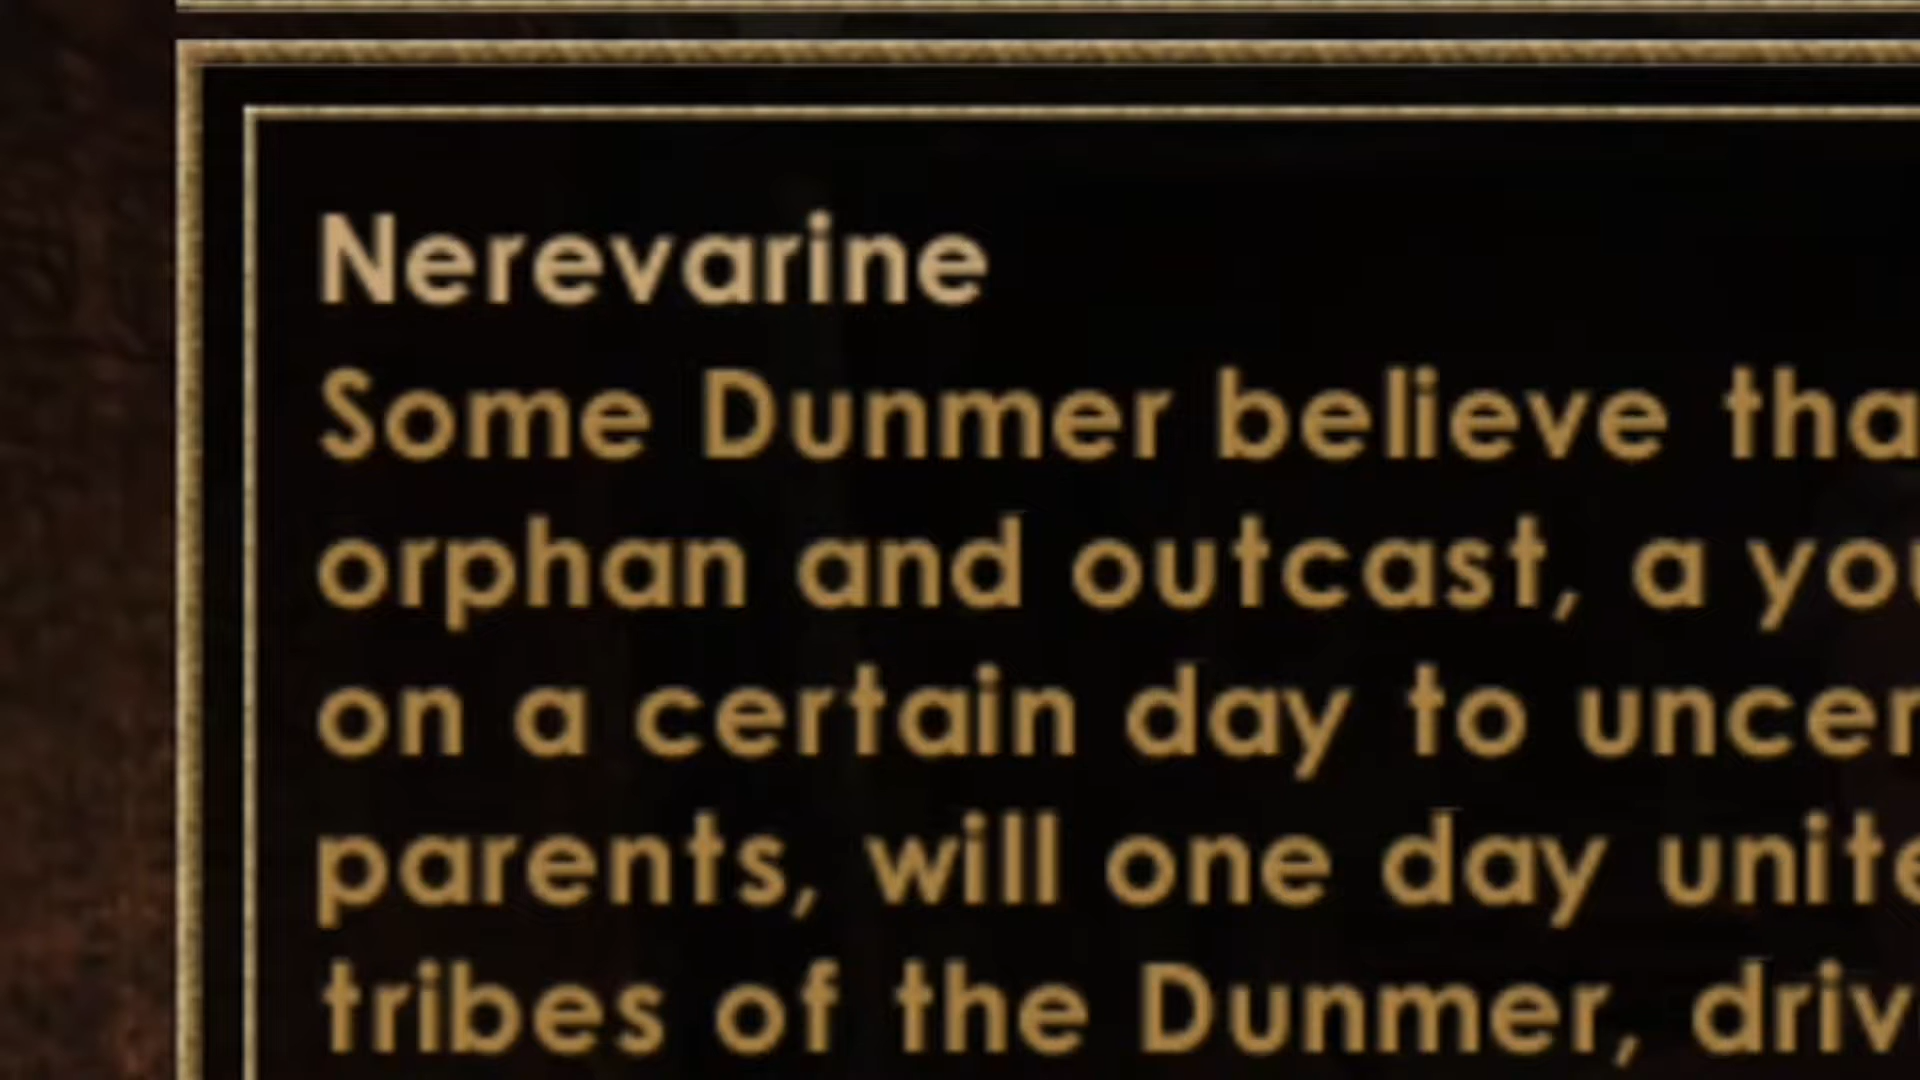 Nerevarine
Some Dunmer believe tha
orphan and outcast, a you
on a certain day to uncer
parents, will one day unite
tribes of the Dunmer, driv